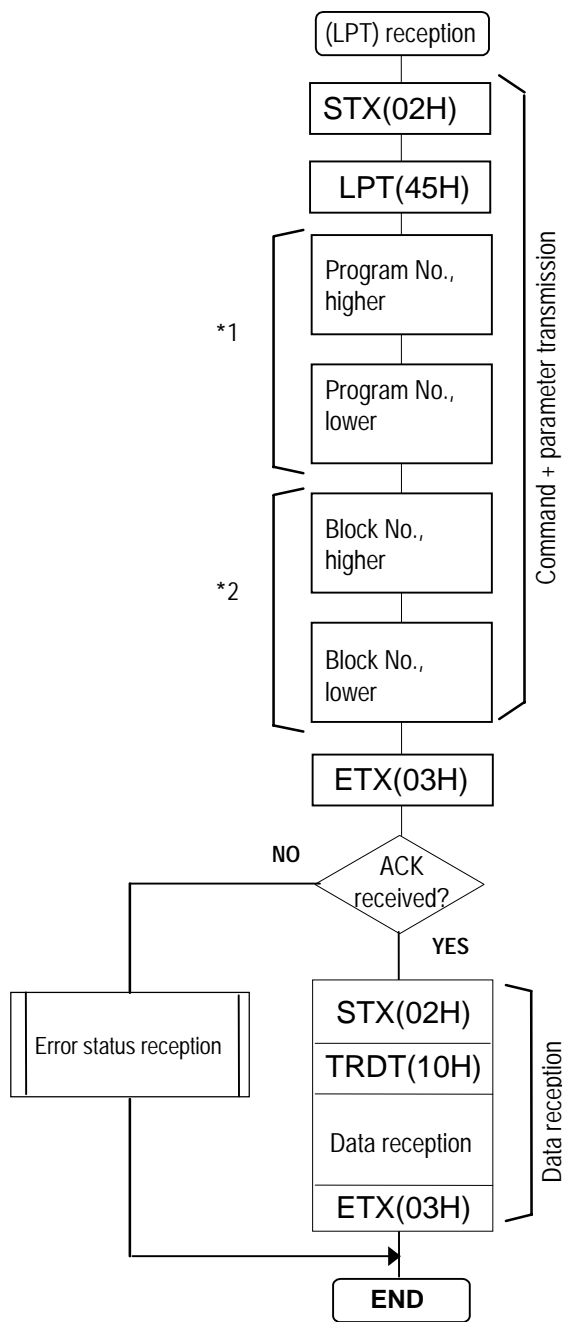 (LPT) reception
STX(02H)
LPT(45H)
*1
Program No.,
higher
Program No.,
lower
*2
Block No.,
higher
Block No.,
lower
Command + parameter transmission
ETX(03H)
NO
ACK
received?
YES
Error status reception
STX(02H)
TRDT(10H)
Data reception
ETX(03H)
Data reception
END